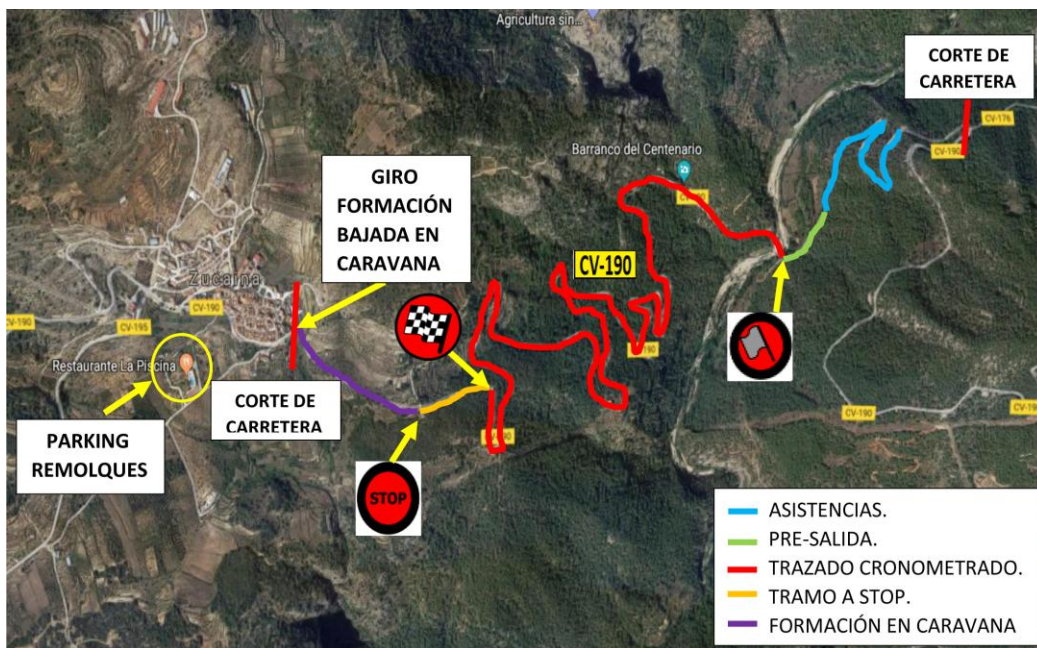 Agricultura sin...
CORTE DE
CARRETERA
CV-176
CV-190
Barranco del Centenario
GIRO
FORMACIÓN
BAJADA EN
CARAVANA
CV-190
Zucaina
CV-190
CV-190
CV-195
Restaurante La Piscina
CORTE DE
CARRETERA
PARKING
REMOLQUES
STOP
CV-190
ASISTENCIAS.
PRE-SALIDA.
TRAZADO CRONOMETRADO.
TRAMO A STOP.
FORMACIÓN EN CARAVANA